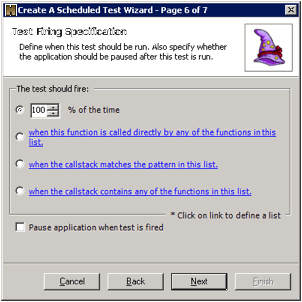 Create A Scheduled Test Wizard - Page 6 of 7
Test Firing Specification
Define when this test should be run. Also specify whether
the application should be paused after this test is run.
The test should fire:
100 % of the time
when this function is called directly by any of the functions in this
list.
when the callstack matches the pattern in this list.
when the callstack contains any of the functions in this list.
* Click on link to define a list
Pause application when test is fired
Cancel Back Next Finish